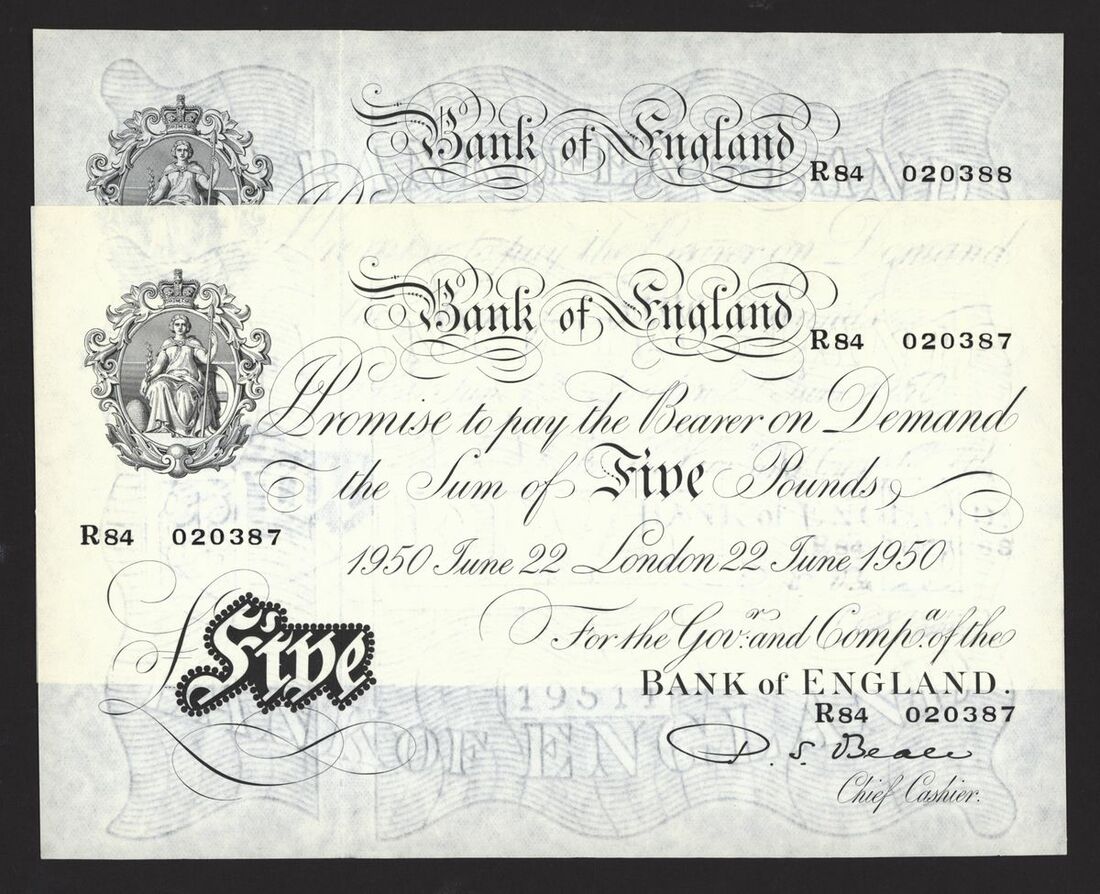 Bank of England
R84 020388
Bank of England
R84 020387
I Promise to pay the Bearer on Demand
the Sum of Five Pounds
R84 020387
1950 June 22 London 22 June 1950
£Five
For the Govr. and Compa. of the
BANK of ENGLAND.
R84 020387
P. S. Beale
Chief Cashier.